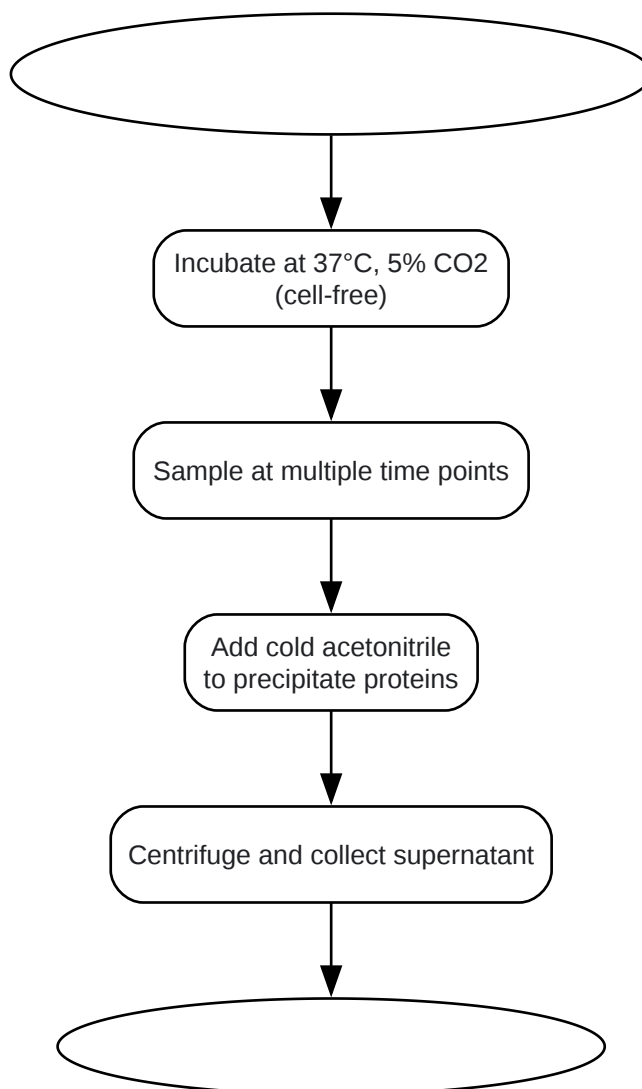 Incubate at 37°C, 5% CO2
(cell-free)
Sample at multiple time points
Add cold acetonitrile
to precipitate proteins
Centrifuge and collect supernatant